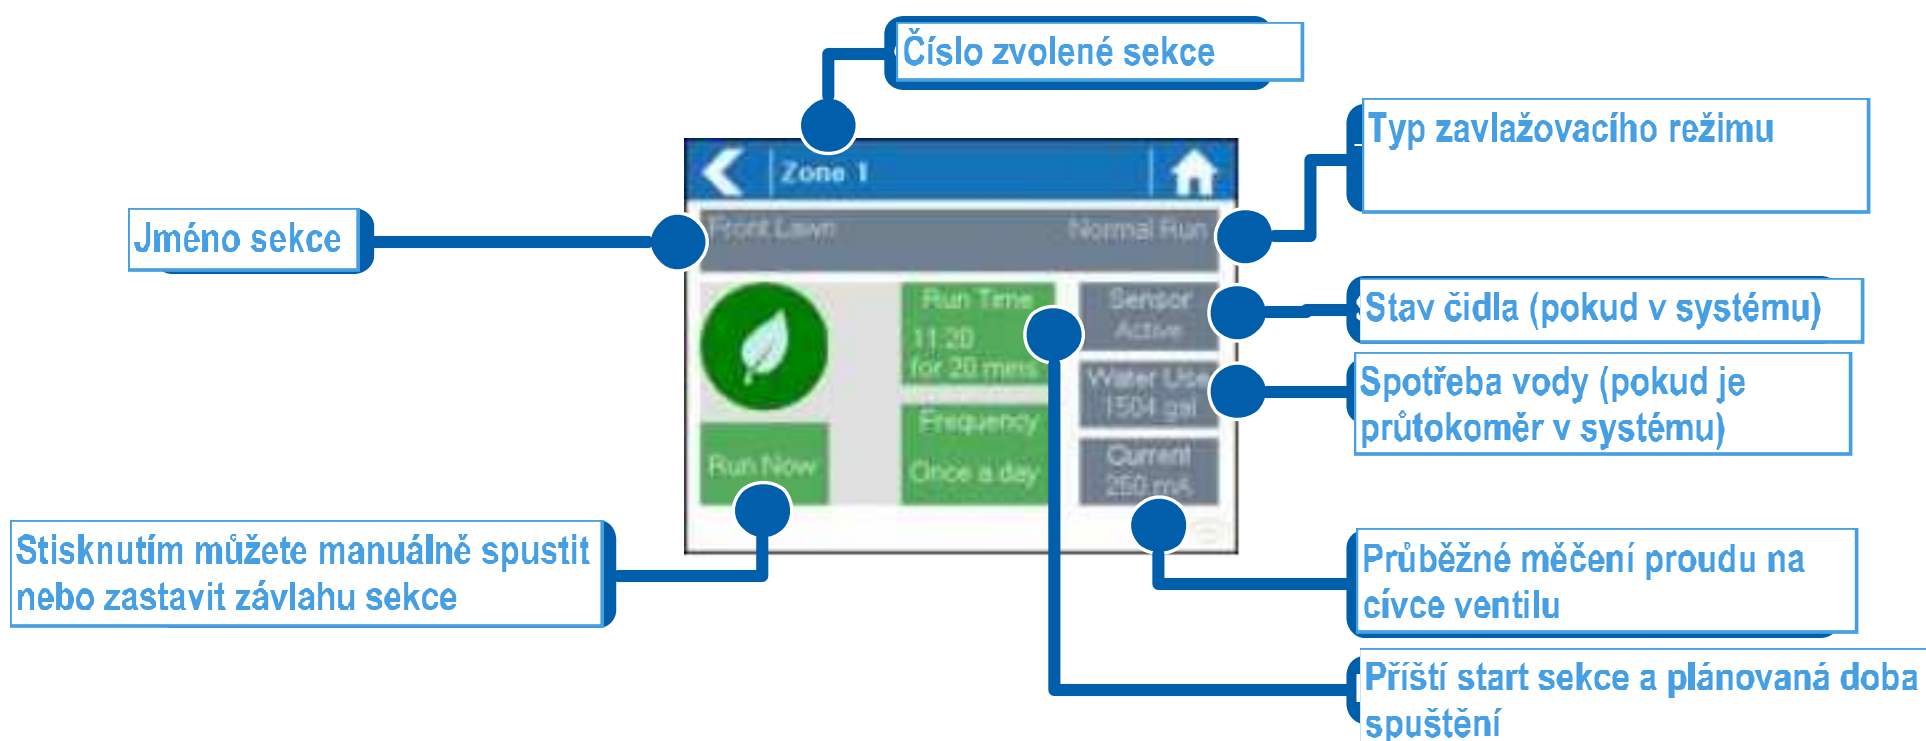 Číslo zvolené sekce
Typ zavlažovacího režimu
Zone 1
Jméno sekce
Front Lawn
Normal Run
Run Time
11:20
for 20 mins
Sensor
Active
Stav čidla (pokud v systému)
Water Use
1504 gal
Spotřeba vody (pokud je
průtokoměr v systému)
Frequency
Once a day
Run Now
Current
250 mA
Stisknutím můžete manuálně spustit
nebo zastavit závlahu sekce
Průběžné měčení proudu na
cívce ventilu
Příští start sekce a plánovaná doba
spuštění